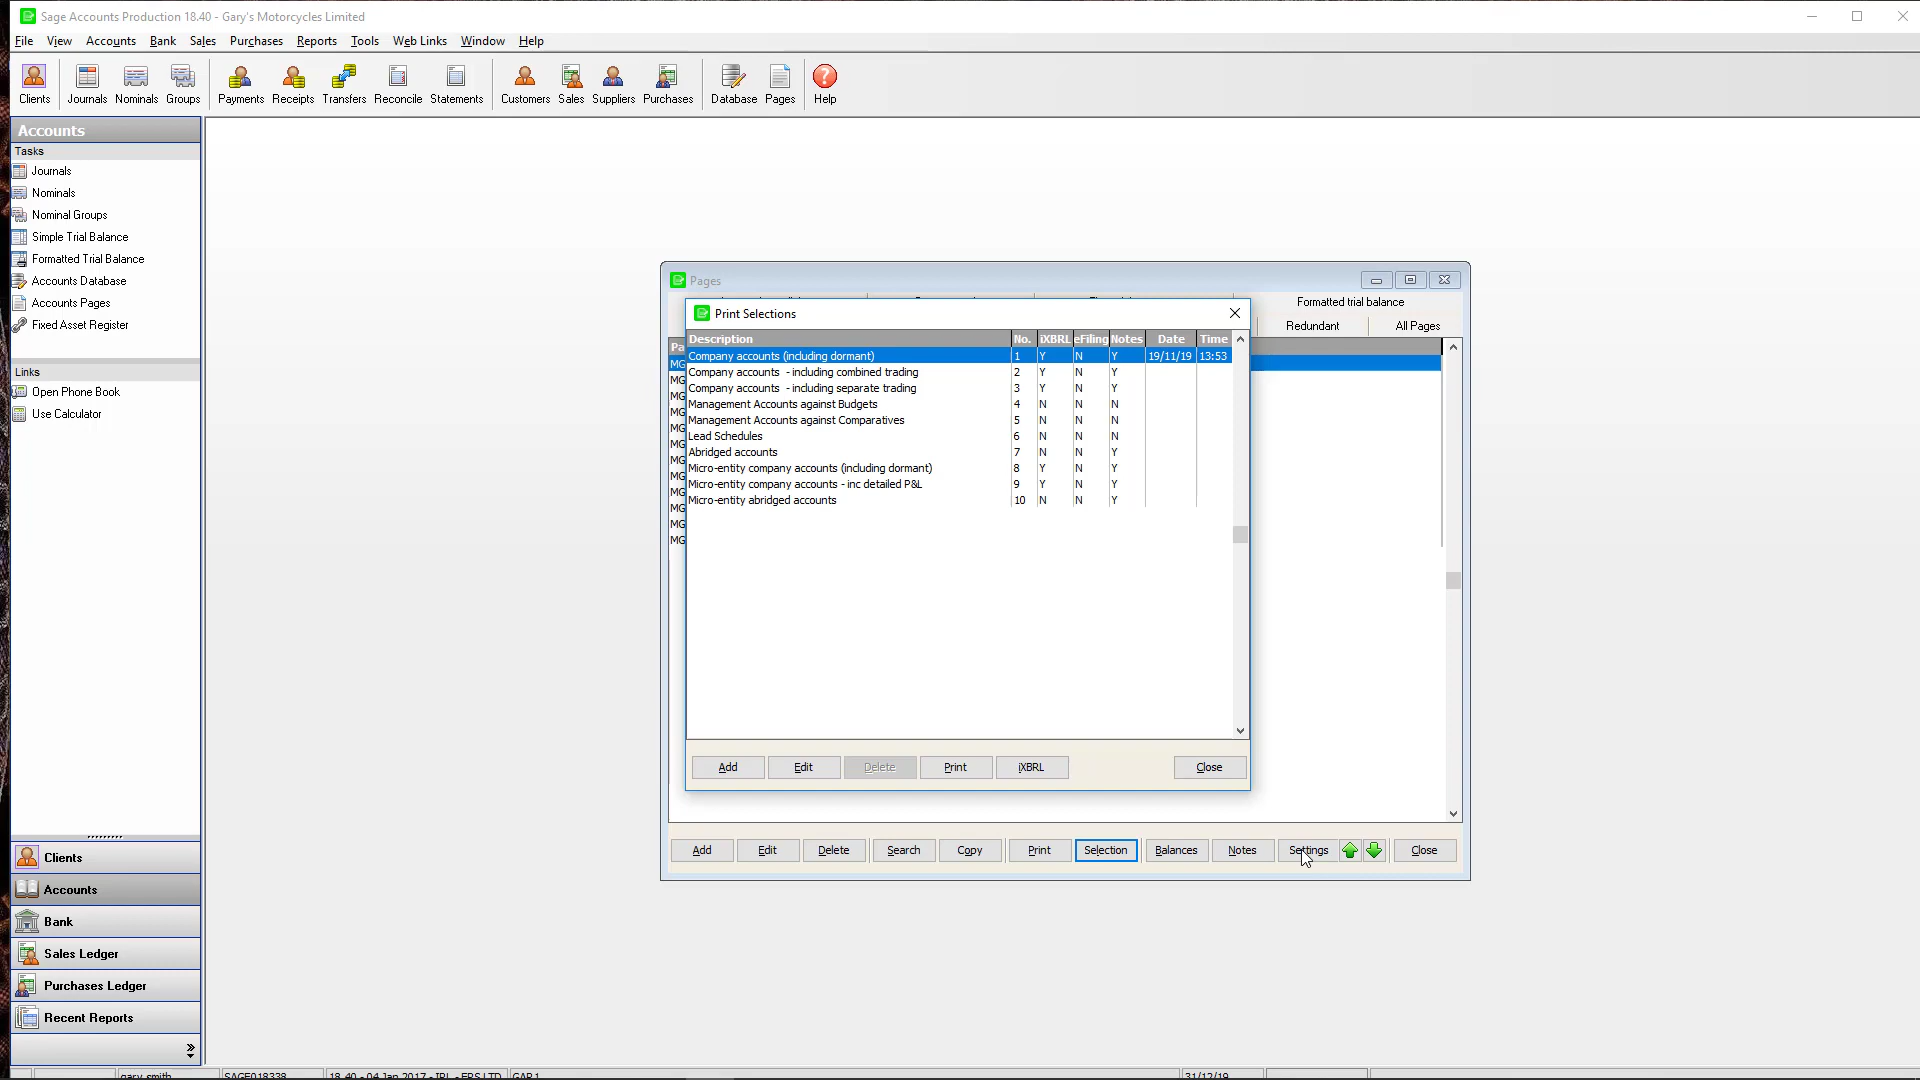 Sage Accounts Production 18.40 - Gary's Motorcycles Limited
File View Accounts Bank Sales Purchases Reports Tools Web Links Window Help
Clients Journals Nominals Groups Payments Receipts Transfers Reconcile Statements Customers Sales Suppliers Purchases Database Pages Help
Accounts
Tasks
Journals
Nominals
Nominal Groups
Simple Trial Balance
Formatted Trial Balance
Accounts Database
Accounts Pages
Fixed Asset Register
Links
Open Phone Book
Use Calculator
Clients
Accounts
Bank
Sales Ledger
Purchases Ledger
Recent Reports
Pages
Formatted trial balance
Redundant All Pages
Pa
MG
MG
MG
MG
MG
MG
MG
MG
MG
MG
MG
MG
Print Selections
Description No. iXBRL eFiling Notes Date Time
Company accounts (including dormant) 1 Y N Y 19/11/19 13:53
Company accounts - including combined trading 2 Y N Y
Company accounts - including separate trading 3 Y N Y
Management Accounts against Budgets 4 N N N
Management Accounts against Comparatives 5 N N N
Lead Schedules 6 N N N
Abridged accounts 7 N N Y
Micro-entity company accounts (including dormant) 8 Y N Y
Micro-entity company accounts - inc detailed P&L 9 Y N Y
Micro-entity abridged accounts 10 N N Y
Add Edit Delete Print iXBRL Close
Add Edit Delete Search Copy Print Selection Balances Notes Settings Close
gary smith SAGE018338 18.40 - 04 Jan 2017 - IRL - FRS LTD GAR1 31/12/19